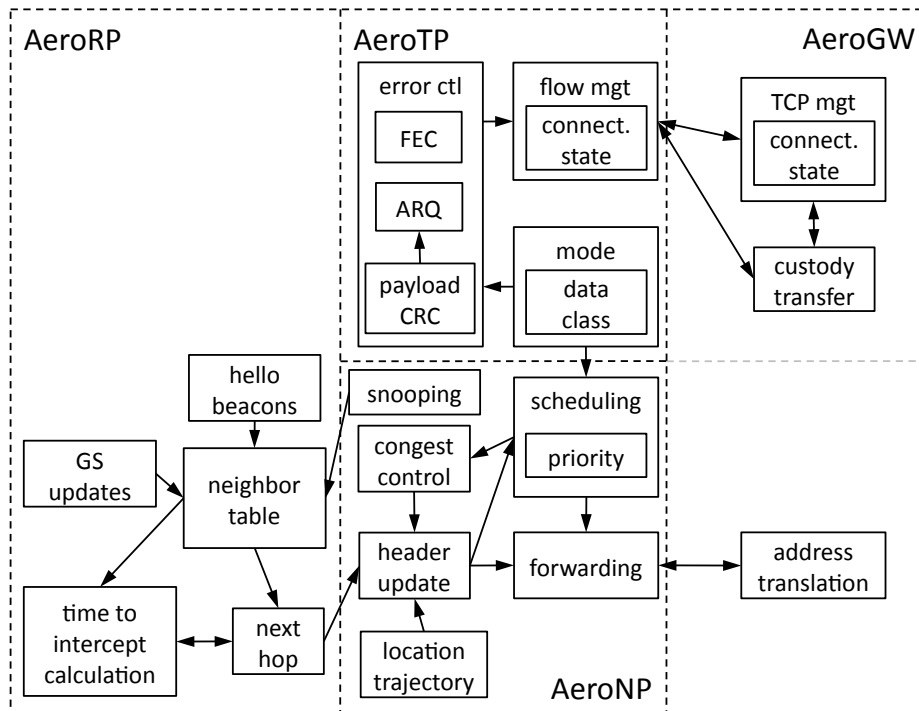 AeroRP
AeroTP
AeroGW
error ctl
FEC
ARQ
payload
CRC
flow mgt
connect.
state
mode
data
class
TCP mgt
connect.
state
custody
transfer
hello
beacons
snooping
GS
updates
neighbor
table
time to
intercept
calculation
next
hop
congest
control
header
update
location
trajectory
scheduling
priority
forwarding
address
translation
AeroNP